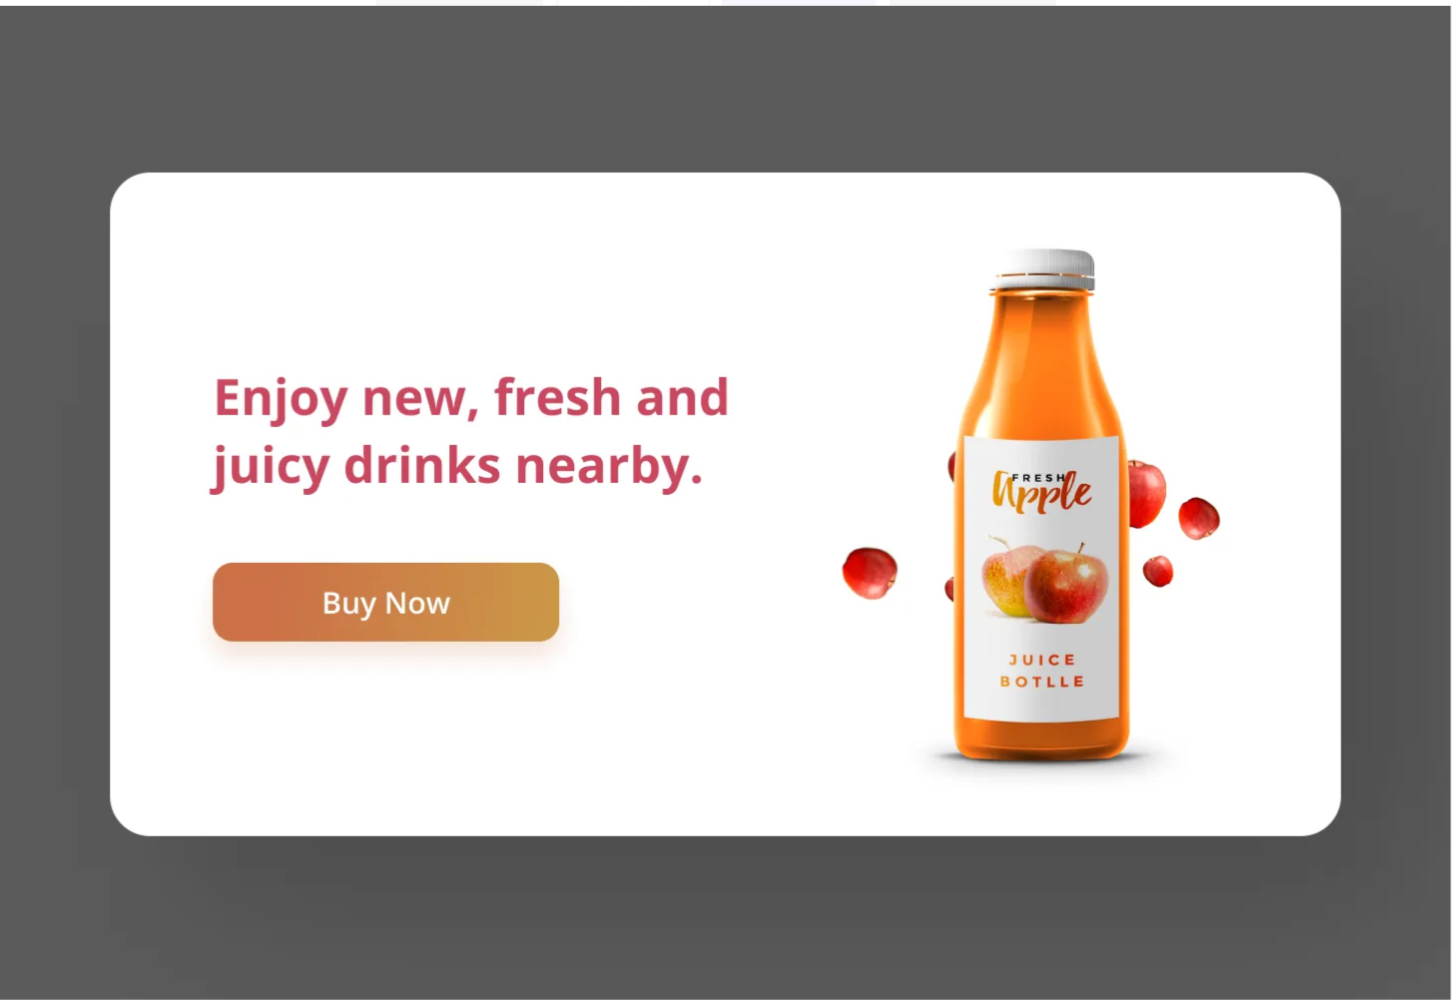 Enjoy new, fresh and
juicy drinks nearby.
Buy Now
FRESH
Apple
JUICE
BOTLLE